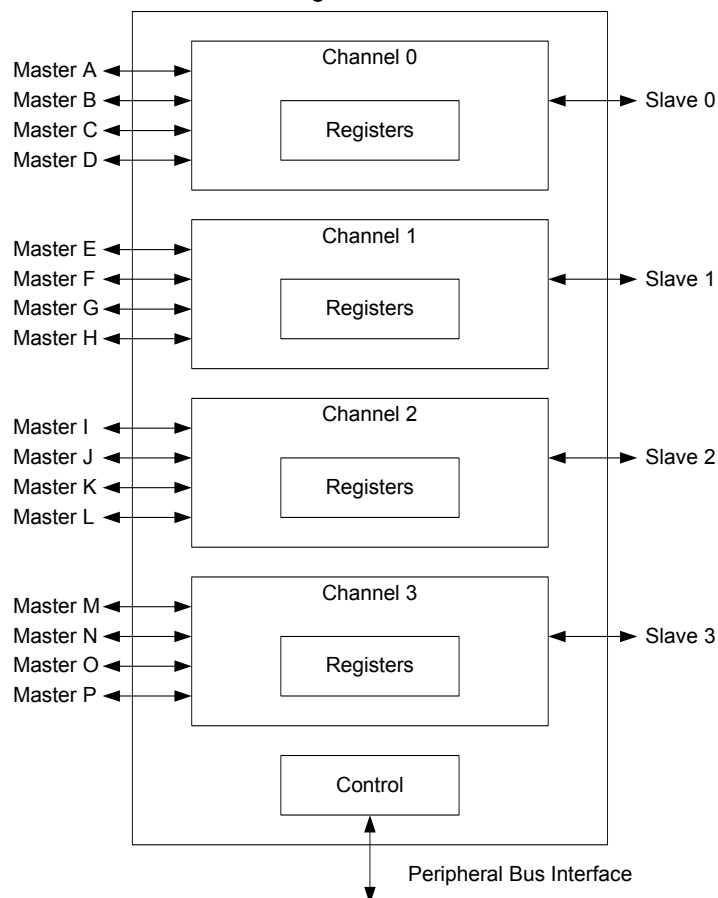 Channel 0
Master A
Master B
Slave 0
Registers
Master C
Master D
Channel 1
Master E
Master F
Slave 1
Registers
Master G
Master H
Channel 2
Master I
Master J
Slave 2
Registers
Master K
Master L
Channel 3
Master M
Master N
Slave 3
Registers
Master O
Master P
Control
Peripheral Bus Interface